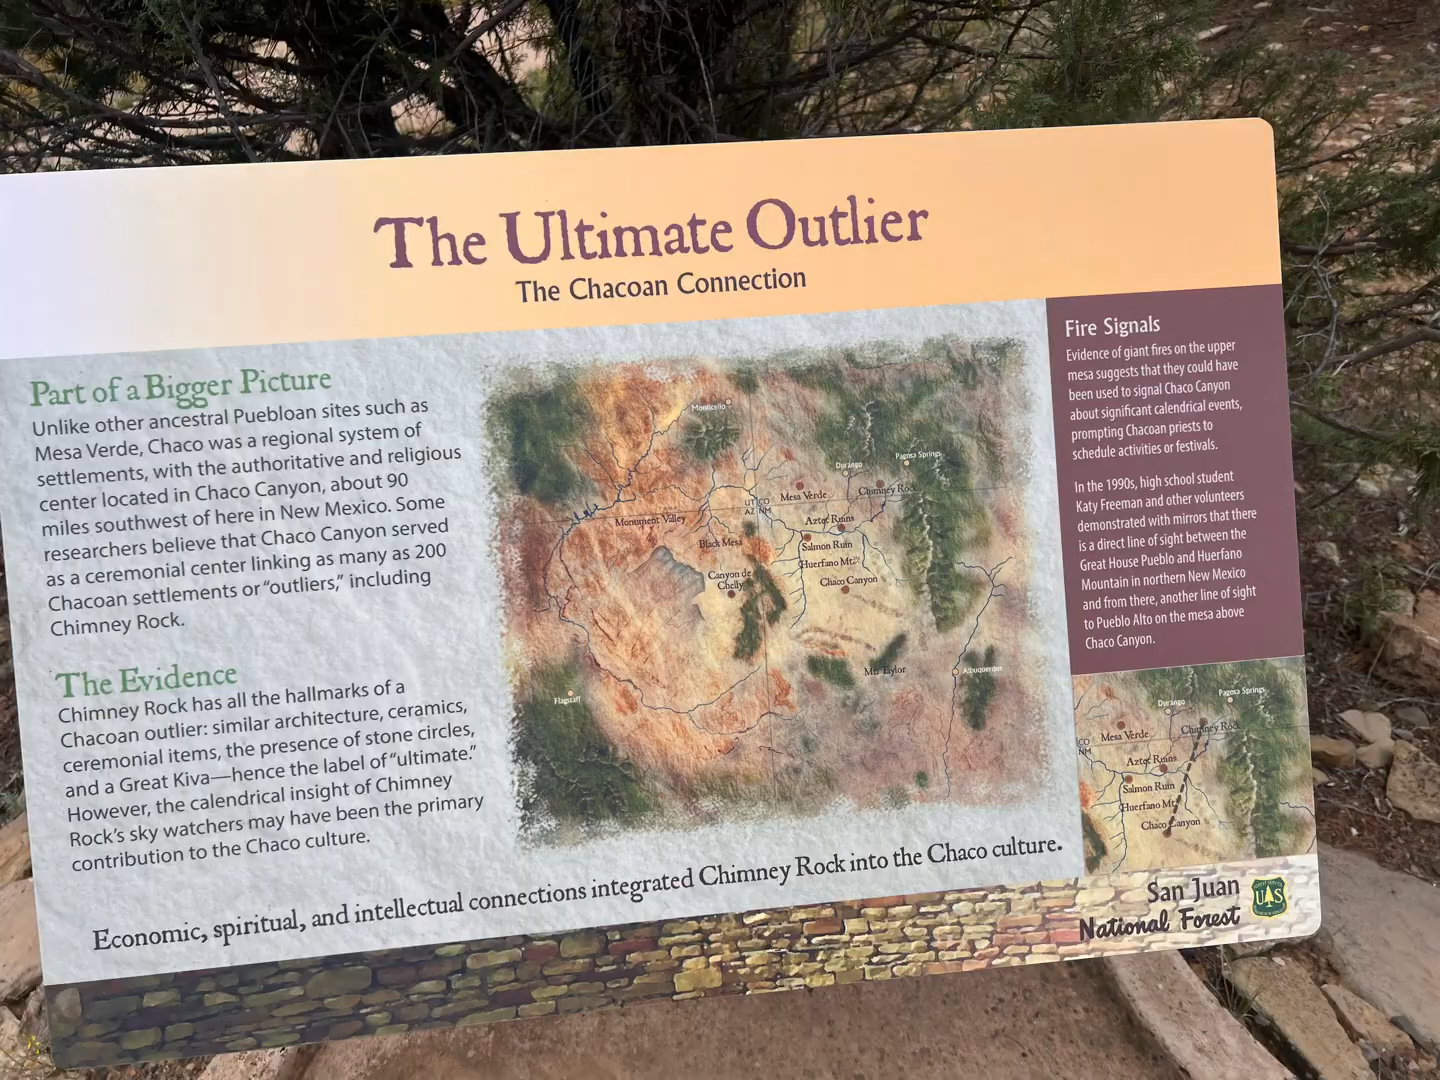 The Ultimate Outlier
The Chacoan Connection
Part of a Bigger Picture
Unlike other ancestral Puebloan sites such as
Mesa Verde, Chaco was a regional system of
settlements, with the authoritative and religious
center located in Chaco Canyon, about 90
miles southwest of here in New Mexico. Some
researchers believe that Chaco Canyon served
as a ceremonial center linking as many as 200
Chacoan settlements or “outliers,” including
Chimney Rock.
The Evidence
Chimney Rock has all the hallmarks of a
Chacoan outlier: similar architecture, ceramics,
ceremonial items, the presence of stone circles,
and a Great Kiva—hence the label of “ultimate.”
However, the calendrical insight of Chimney
Rock’s sky watchers may have been the primary
contribution to the Chaco culture.
Monticello
Durango
Pagosa Springs
Mesa Verde
Chimney Rock
UT CO
AZ NM
Monument Valley
Aztec Ruins
Black Mesa
Salmon Ruin
Huerfano Mt.
Canyon de
Chelly
Chaco Canyon
Mt. Taylor
Albuquerque
Flagstaff
Economic, spiritual, and intellectual connections integrated Chimney Rock into the Chaco culture.
Fire Signals
Evidence of giant fires on the upper
mesa suggests that they could have
been used to signal Chaco Canyon
about significant calendrical events,
prompting Chacoan priests to
schedule activities or festivals.
In the 1990s, high school student
Katy Freeman and other volunteers
demonstrated with mirrors that there
is a direct line of sight between the
Great House Pueblo and Huerfano
Mountain in northern New Mexico
and from there, another line of sight
to Pueblo Alto on the mesa above
Chaco Canyon.
Durango
Pagosa Springs
Mesa Verde
Chimney Rock
CO
NM
Aztec Ruins
Salmon Ruin
Huerfano Mt.
Chaco Canyon
San Juan
National Forest
U S